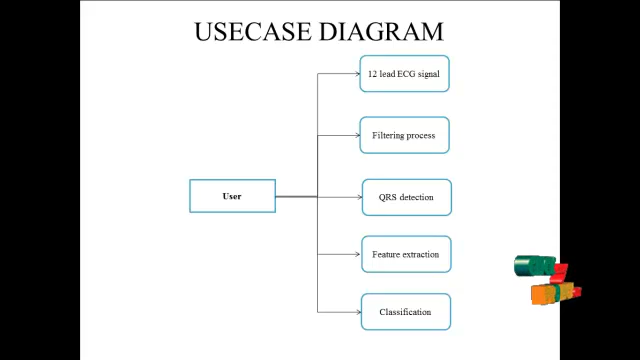 USECASE DIAGRAM
12 lead ECG signal
Filtering process
User
QRS detection
Feature extraction
Classification